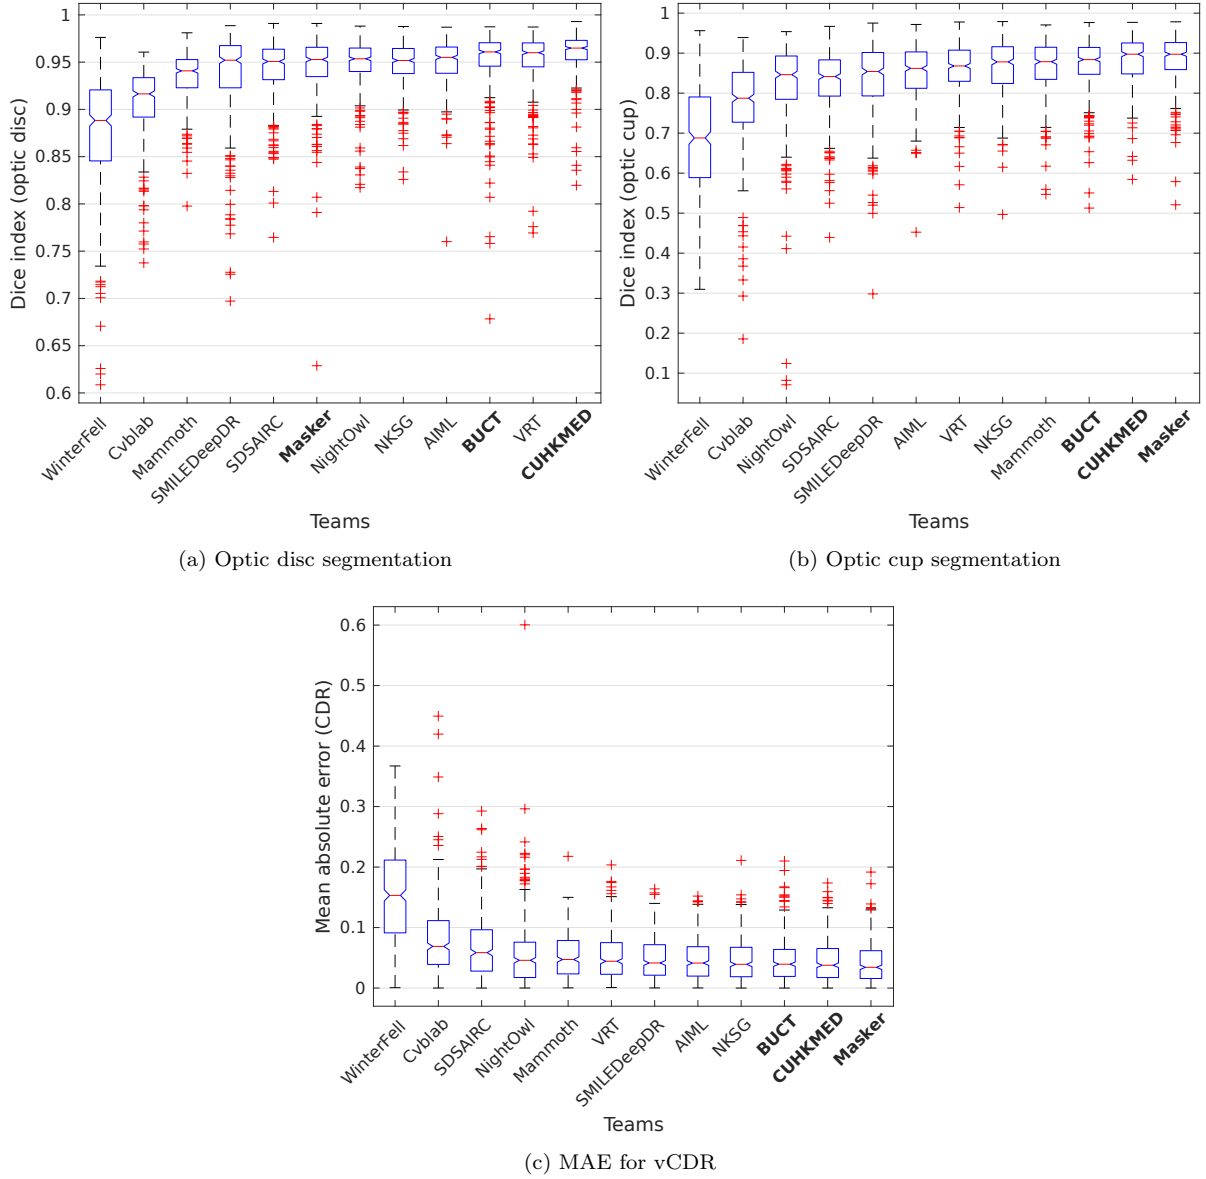 1
0.95
0.9
0.85
0.8
0.75
0.7
0.65
0.6
Dice index (optic disc)
WinterFell
Cvblab
Mammoth
SMILEDeepDR
SDSAIRC
Masker
NightOwl
NKSG
AIML
BUCT
VRT
CUHKMED
Teams
(a) Optic disc segmentation
1
0.9
0.8
0.7
0.6
0.5
0.4
0.3
0.2
0.1
Dice index (optic cup)
WinterFell
Cvblab
NightOwl
SDSAIRC
SMILEDeepDR
AIML
VRT
NKSG
Mammoth
BUCT
CUHKMED
Masker
Teams
(b) Optic cup segmentation
0.6
0.5
0.4
0.3
0.2
0.1
0
Mean absolute error (CDR)
WinterFell
Cvblab
SDSAIRC
NightOwl
Mammoth
VRT
SMILEDeepDR
AIML
NKSG
BUCT
CUHKMED
Masker
Teams
(c) MAE for vCDR